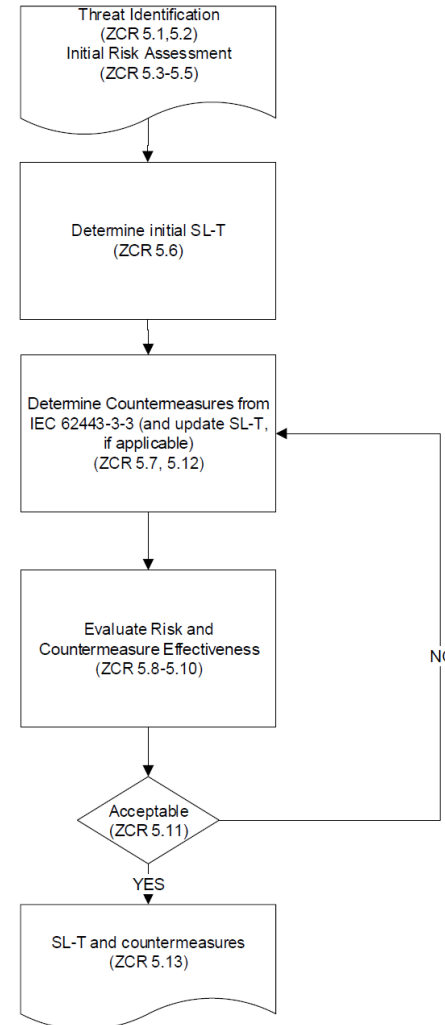 Threat Identification
(ZCR 5.1,5.2)
Initial Risk Assessment
(ZCR 5.3-5.5)
Determine initial SL-T
(ZCR 5.6)
Determine Countermeasures from
IEC 62443-3-3 (and update SL-T,
if applicable)
(ZCR 5.7, 5.12)
Evaluate Risk and
Countermeasure Effectiveness
(ZCR 5.8-5.10)
NO
Acceptable
(ZCR 5.11)
YES
SL-T and countermeasures
(ZCR 5.13)